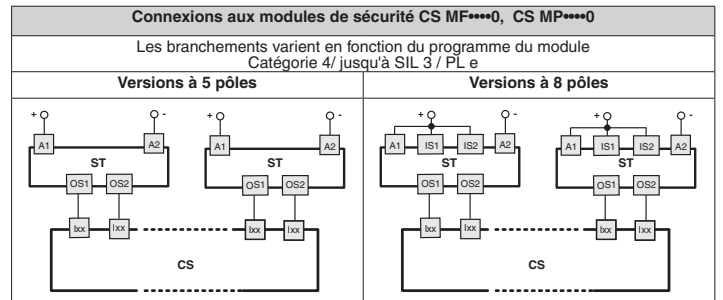 Connexions aux modules de sécurité CS MF••••0, CS MP••••0
Les branchements varient en fonction du programme du module
Catégorie 4/ jusqu'à SIL 3 / PL e
Versions à 5 pôles
Versions à 8 pôles
+ - + -
A1 A2 A1 A2
ST ST
OS1 OS2 OS1 OS2
Ixx Ixx Ixx Ixx
CS
+ - + -
A1 IS1 IS2 A2 A1 IS1 IS2 A2
ST ST
OS1 OS2 OS1 OS2
Ixx Ixx Ixx Ixx
CS